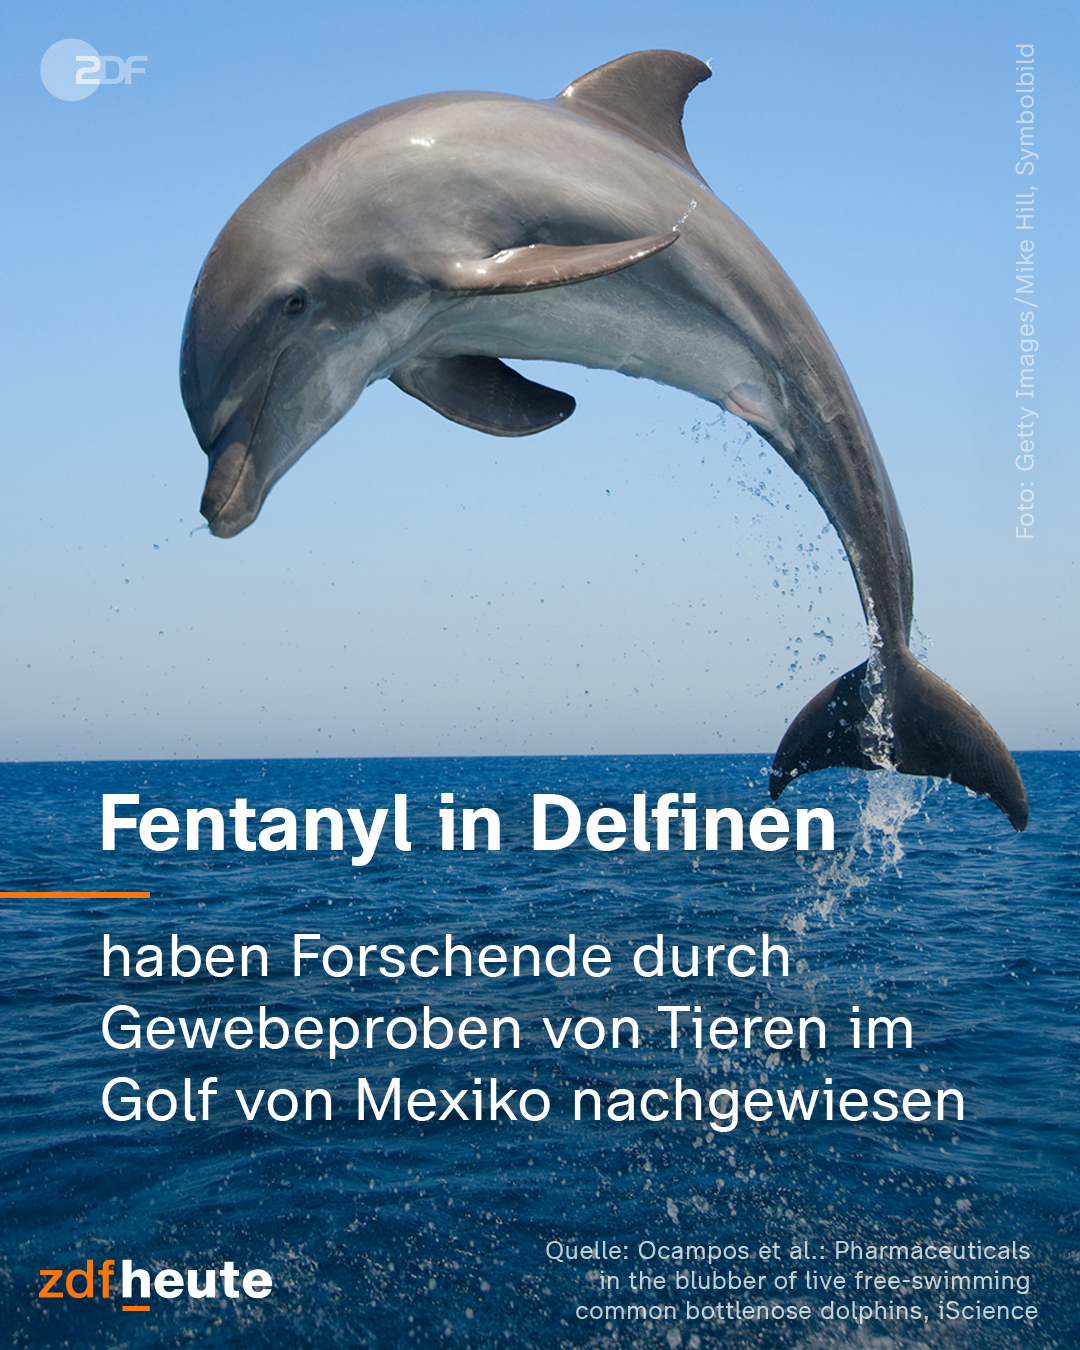 ZDF
Foto: Getty Images/Mike Hill, Symbolbild
Fentanyl in Delfinen
haben Forschende durch
Gewebeproben von Tieren im
Golf von Mexiko nachgewiesen
zdfheute
Quelle: Ocampos et al.: Pharmaceuticals
in the blubber of live free-swimming
common bottlenose dolphins, iScience